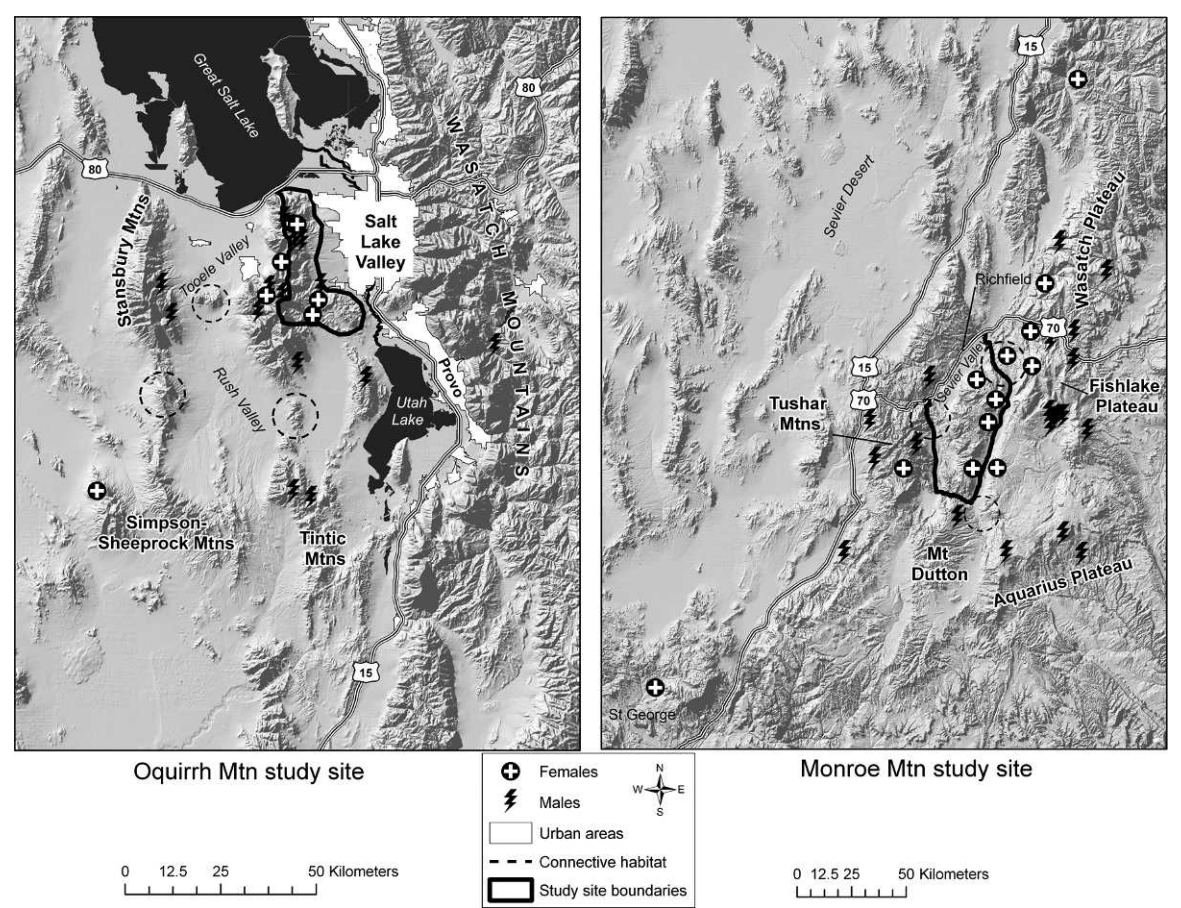 Great Salt Lake
80
80
WASATCH MOUNTAINS
Stansbury Mtns
Tooele Valley
Salt
Lake
Valley
Rush Valley
Provo
Utah
Lake
Simpson-
Sheeprock Mtns
Tintic
Mtns
15
15
Sevier Desert
Wasatch Plateau
Richfield
70
Sevier Valley
15
70
Tushar
Mtns
Fishlake
Plateau
Mt
Dutton
Aquarius Plateau
St George
Oquirrh Mtn study site
Monroe Mtn study site
Females
Males
N
W E
S
Urban areas
Connective habitat
Study site boundaries
0 12.5 25 50 Kilometers
0 12.5 25 50 Kilometers